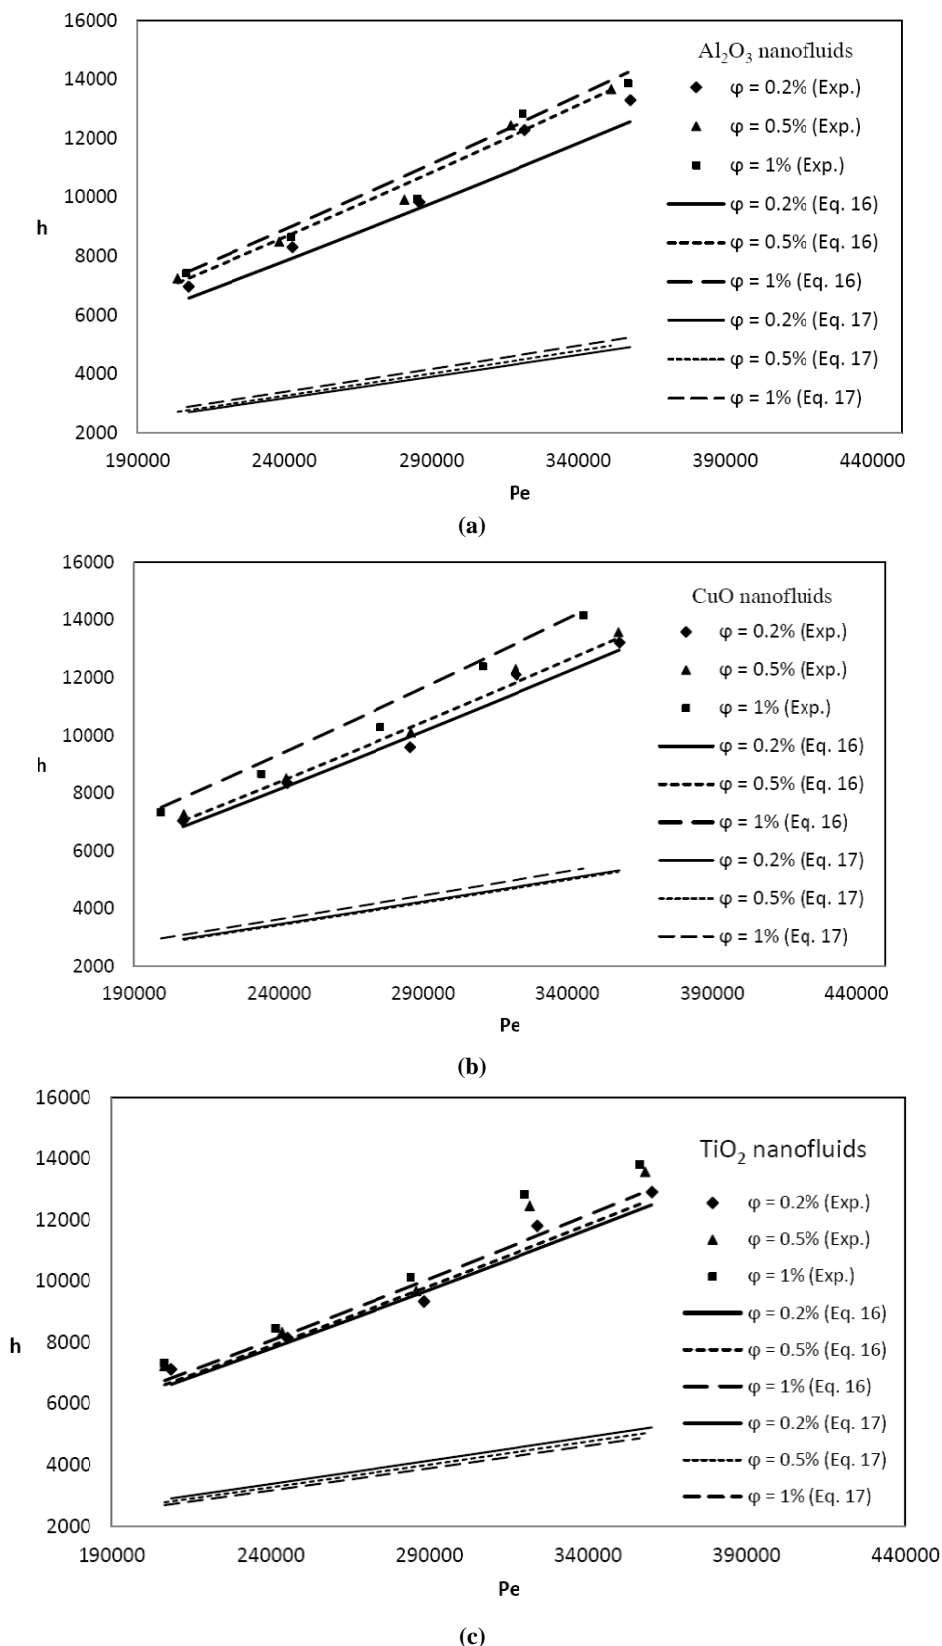 16000
14000
12000
10000
8000
6000
4000
2000
h
Al₂O₃ nanofluids
φ = 0.2% (Exp.)
φ = 0.5% (Exp.)
φ = 1% (Exp.)
φ = 0.2% (Eq. 16)
φ = 0.5% (Eq. 16)
φ = 1% (Eq. 16)
φ = 0.2% (Eq. 17)
φ = 0.5% (Eq. 17)
φ = 1% (Eq. 17)
190000 240000 290000 340000 390000 440000
Pe
(a)
16000
14000
12000
10000
8000
6000
4000
2000
h
CuO nanofluids
φ = 0.2% (Exp.)
φ = 0.5% (Exp.)
φ = 1% (Exp.)
φ = 0.2% (Eq. 16)
φ = 0.5% (Eq. 16)
φ = 1% (Eq. 16)
φ = 0.2% (Eq. 17)
φ = 0.5% (Eq. 17)
φ = 1% (Eq. 17)
190000 240000 290000 340000 390000 440000
Pe
(b)
16000
14000
12000
10000
8000
6000
4000
2000
h
TiO₂ nanofluids
φ = 0.2% (Exp.)
φ = 0.5% (Exp.)
φ = 1% (Exp.)
φ = 0.2% (Eq. 16)
φ = 0.5% (Eq. 16)
φ = 1% (Eq. 16)
φ = 0.2% (Eq. 17)
φ = 0.5% (Eq. 17)
φ = 1% (Eq. 17)
190000 240000 290000 340000 390000 440000
Pe
(c)